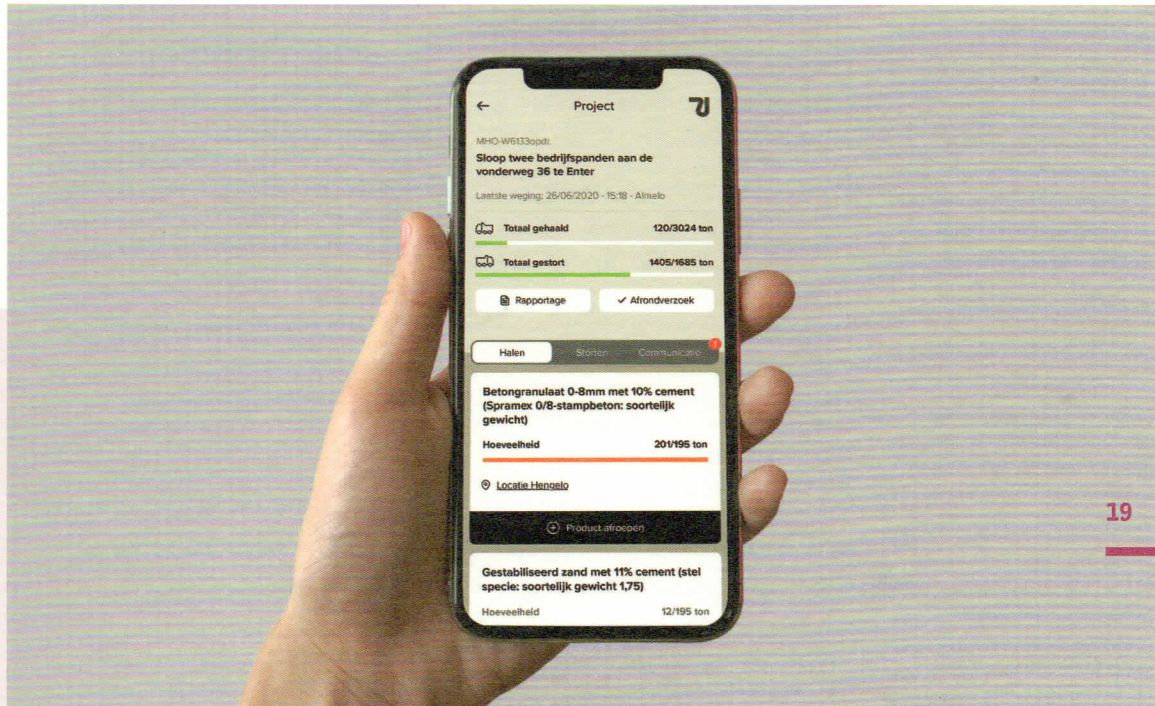 Project
MHO-W6133opdr.
Sloop twee bedrijfspanden aan de
vonderweg 36 te Enter
Laatste weging: 26/06/2020 - 15:18 - Almelo
Totaal gehaald 120/3024 ton
Totaal gestort 1405/1685 ton
Rapportage Afrondverzoek
Halen Storten Communicatie
Betongranulaat 0-8mm met 10% cement
(Spramex 0/8-stampbeton: soortelijk
gewicht)
Hoeveelheid 201/195 ton
Locatie Hengelo
Product afroepen
Gestabiliseerd zand met 11% cement (stel
specie: soortelijk gewicht 1,75)
Hoeveelheid 12/195 ton
19